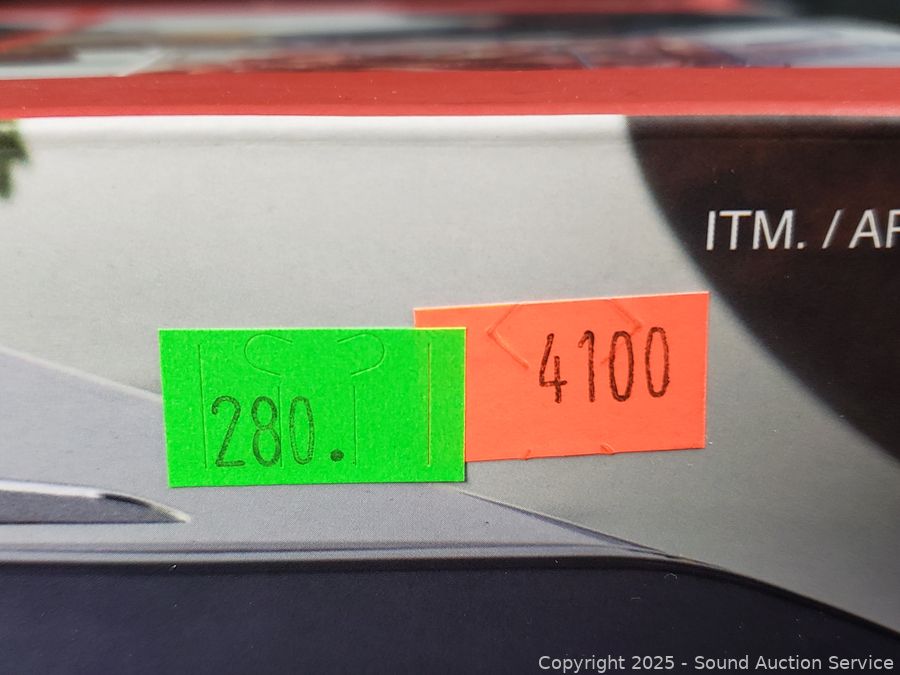 ITM. / AR
280.
4100
Copyright © 2025 - Sound Auction Service